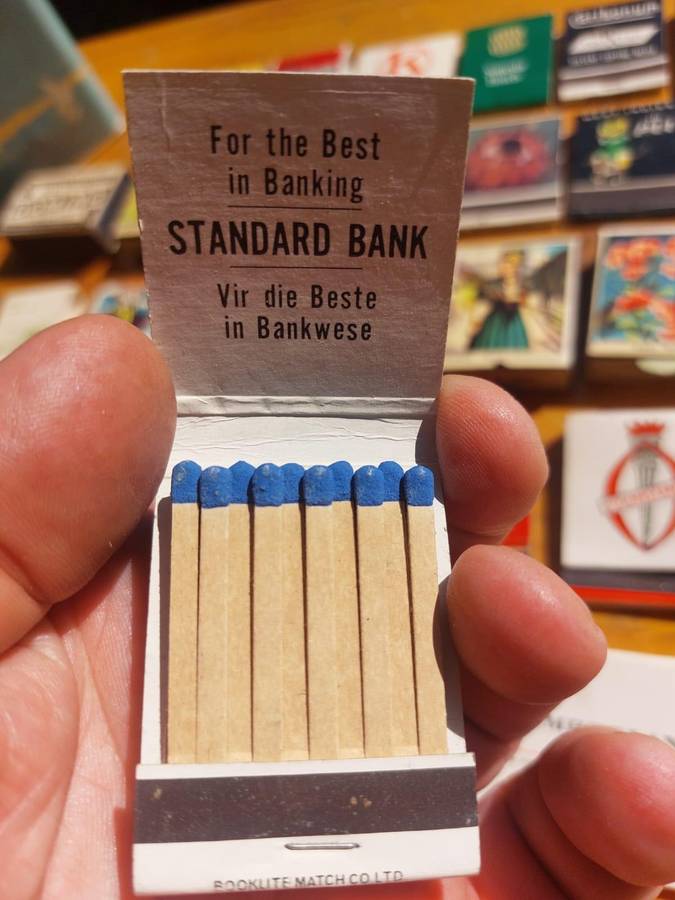 For the Best
in Banking
STANDARD BANK
Vir die Beste
in Bankwese
BOOKLITE MATCH CO LTD